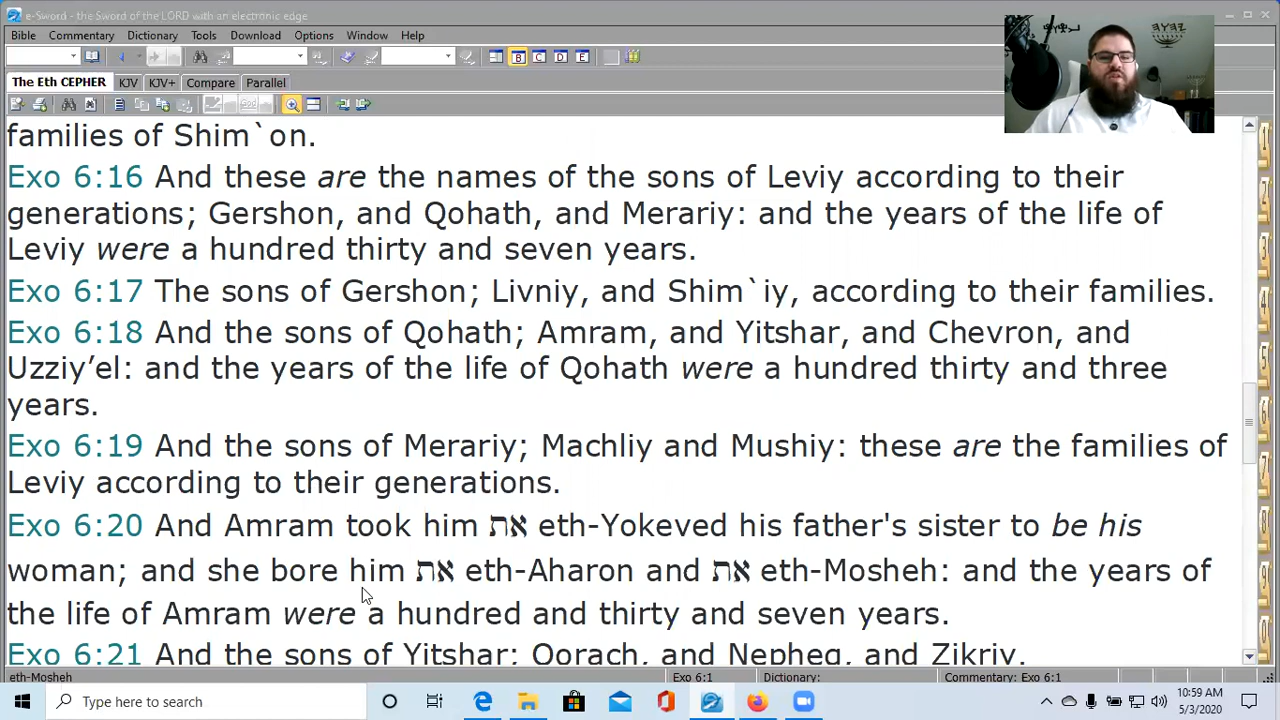 e-Sword - the Sword of the LORD with an electronic edge
Bible Commentary Dictionary Tools Download Options Window Help
The Eth CEPHER KJV KJV+ Compare Parallel
families of Shim`on.
Exo 6:16 And these are the names of the sons of Leviy according to their
generations; Gershon, and Qohath, and Merariy: and the years of the life of
Leviy were a hundred thirty and seven years.
Exo 6:17 The sons of Gershon; Livniy, and Shim`iy, according to their families.
Exo 6:18 And the sons of Qohath; Amram, and Yitshar, and Chevron, and
Uzziy’el: and the years of the life of Qohath were a hundred thirty and three
years.
Exo 6:19 And the sons of Merariy; Machliy and Mushiy: these are the families of
Leviy according to their generations.
Exo 6:20 And Amram took him את eth-Yokeved his father's sister to be his
woman; and she bore him את eth-Aharon and את eth-Mosheh: and the years of
the life of Amram were a hundred and thirty and seven years.
Exo 6:21 And the sons of Yitshar; Qorach, and Nepheg, and Zikriy.
eth-Mosheh Exo 6:1 Dictionary: Commentary: Exo 6:1
Type here to search
10:59 AM
5/3/2020